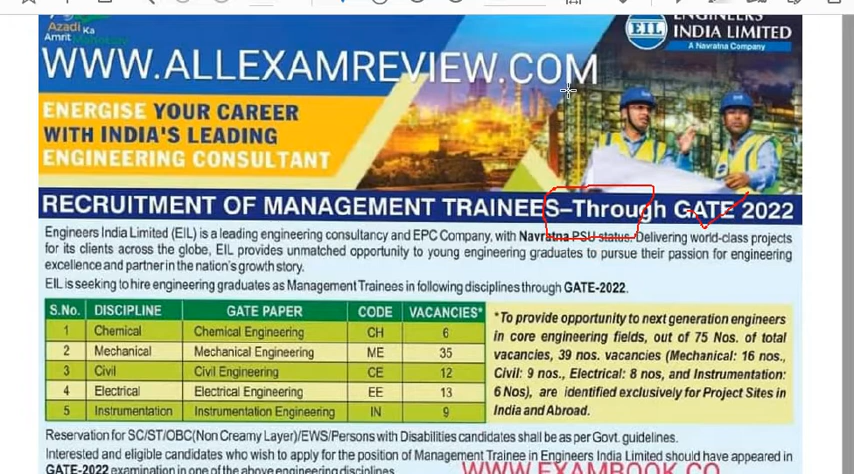 Azadi Ka
Amrit Mahotsav
ENGINEERS
EIL INDIA LIMITED
A Navratna Company
WWW.ALLEXAMREVIEW.COM
ENERGISE YOUR CAREER
WITH INDIA'S LEADING
ENGINEERING CONSULTANT
RECRUITMENT OF MANAGEMENT TRAINEES–Through GATE 2022
Engineers India Limited (EIL) is a leading engineering consultancy and EPC Company, with Navratna PSU status. Delivering world-class projects
for its clients across the globe, EIL provides unmatched opportunity to young engineering graduates to pursue their passion for engineering
excellence and partner in the nation's growth story.
EIL is seeking to hire engineering graduates as Management Trainees in following disciplines through GATE-2022.
S.No. DISCIPLINE GATE PAPER CODE VACANCIES*
1 Chemical Chemical Engineering CH 6
2 Mechanical Mechanical Engineering ME 35
3 Civil Civil Engineering CE 12
4 Electrical Electrical Engineering EE 13
5 Instrumentation Instrumentation Engineering IN 9
*To provide opportunity to next generation engineers
in core engineering fields, out of 75 Nos. of total
vacancies, 39 nos. vacancies (Mechanical: 16 nos.,
Civil: 9 nos., Electrical: 8 nos, and Instrumentation:
6 Nos), are identified exclusively for Project Sites in
India and Abroad.
Reservation for SC/ST/OBC(Non Creamy Layer)/EWS/Persons with Disabilities candidates shall be as per Govt. guidelines.
Interested and eligible candidates who wish to apply for the position of Management Trainee in Engineers India Limited should have appeared in
GATE-2022 examination in one of the above engineering disciplines.
WWW.EXAMBOOK.CO